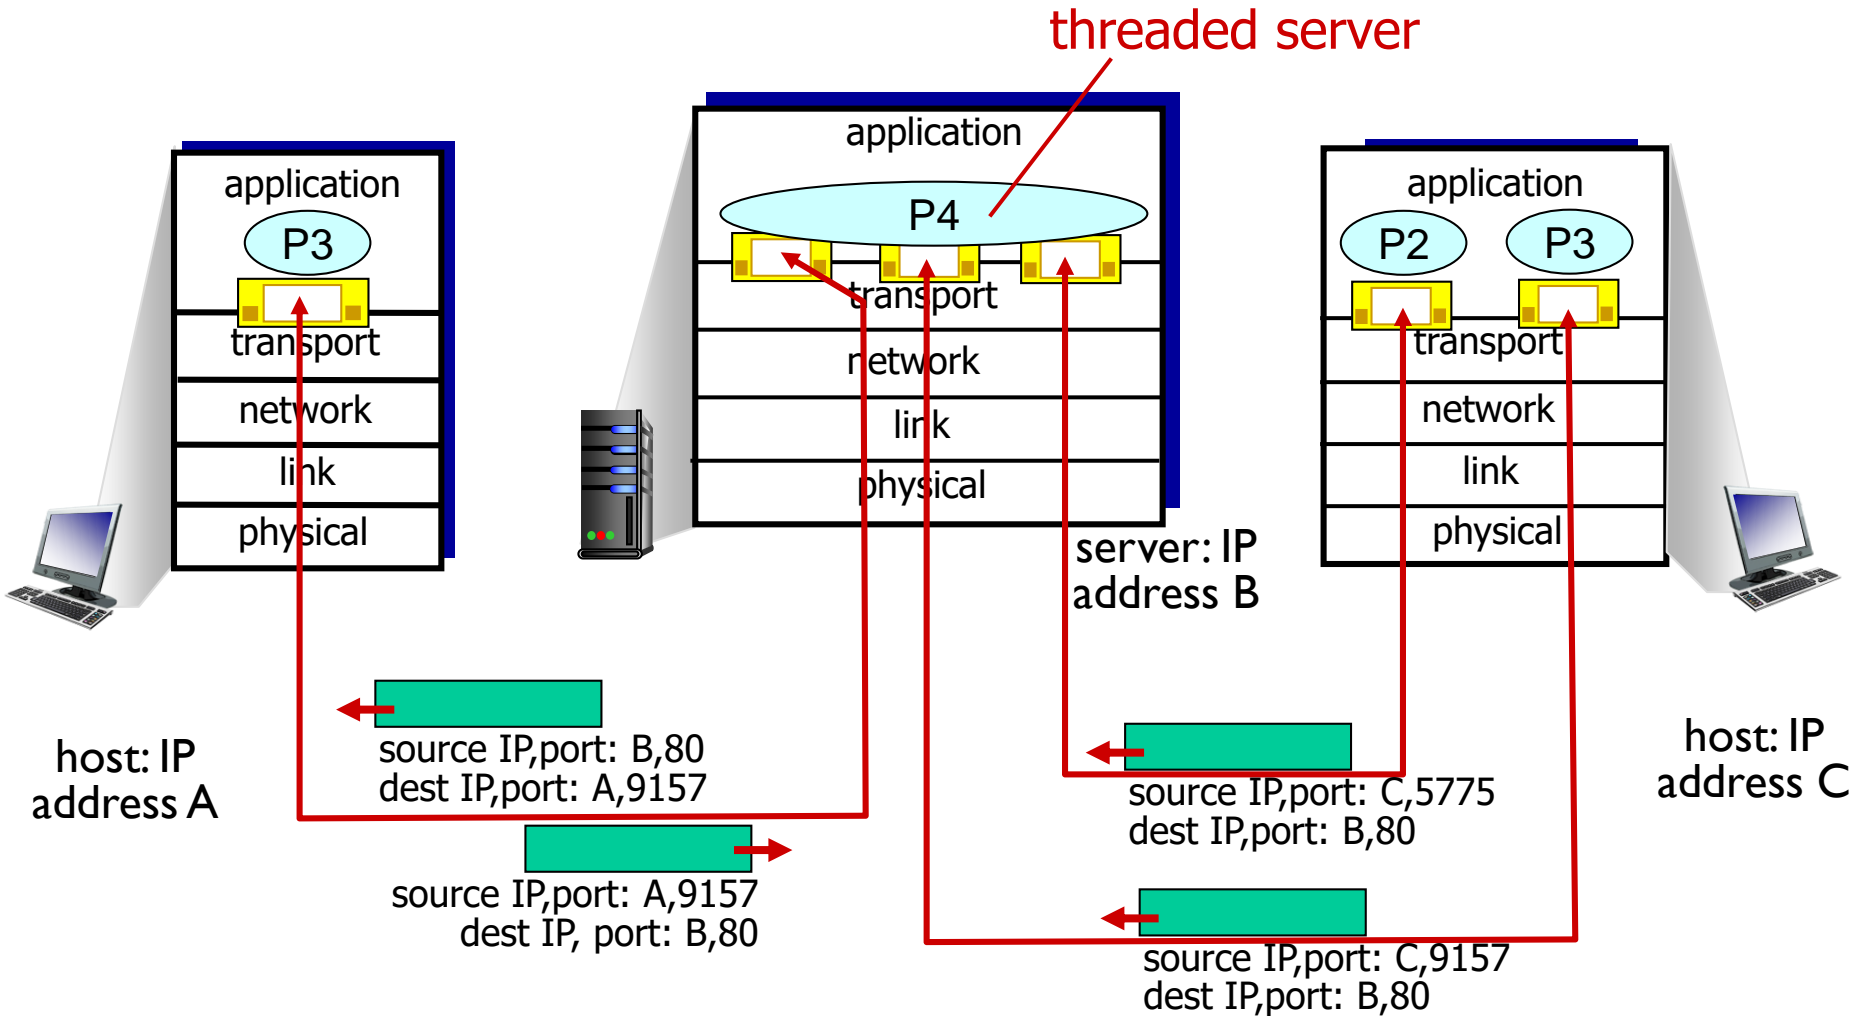 threaded server
application
P3
transport
network
link
physical
application
P4
transport
network
link
physical
application
P2
P3
transport
network
link
physical
server: IP
address B
host: IP
address A
source IP,port: B,80
dest IP,port: A,9157
source IP,port: A,9157
dest IP, port: B,80
source IP,port: C,5775
dest IP,port: B,80
source IP,port: C,9157
dest IP,port: B,80
host: IP
address C